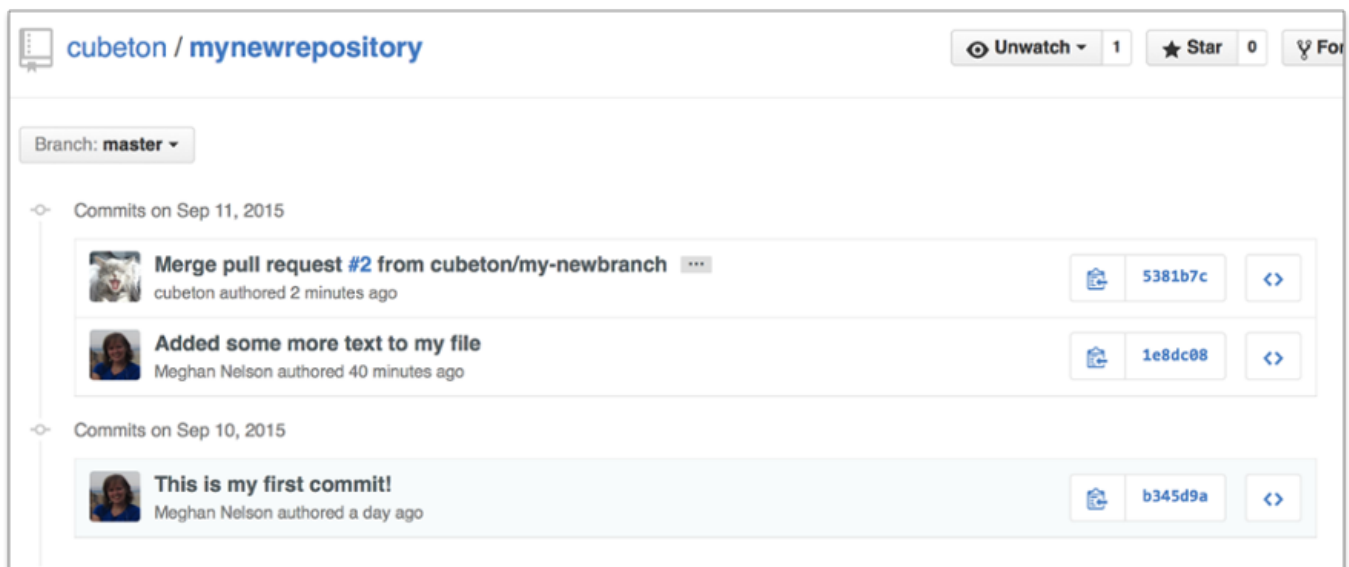 cubeton / mynewrepository
Unwatch 1 Star 0 For
Branch: master
Commits on Sep 11, 2015
Merge pull request #2 from cubeton/my-newbranch ...
5381b7c
cubeton authored 2 minutes ago
Added some more text to my file
1e8dc08
Meghan Nelson authored 40 minutes ago
Commits on Sep 10, 2015
This is my first commit!
b345d9a
Meghan Nelson authored a day ago